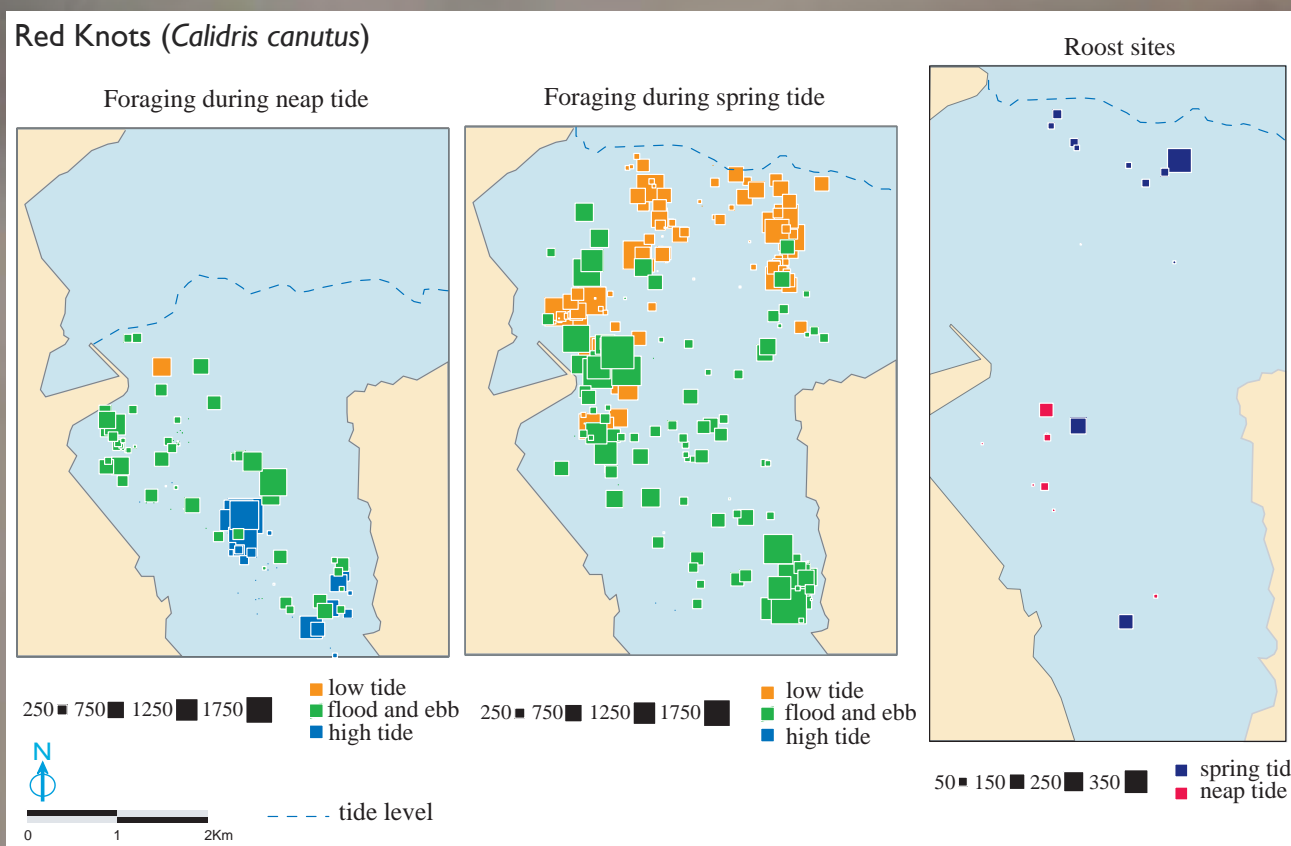 Red Knots (Calidris canutus)
Foraging during neap tide
Foraging during spring tide
Roost sites
250 750 1250 1750
low tide
flood and ebb
high tide
250 750 1250 1750
low tide
flood and ebb
high tide
50 150 250 350
spring tid
neap tide
N
0 1 2Km
tide level